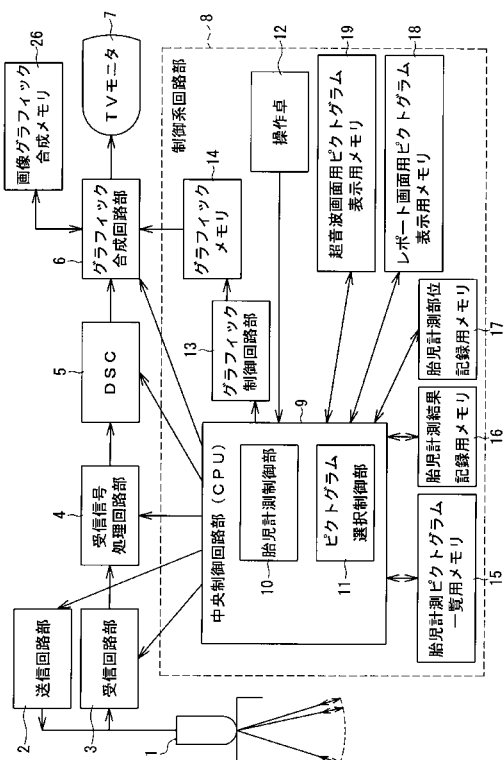 1
2
送信回路部
3
受信回路部
4
受信信号
処理回路部
5
DSC
6
グラフィック
合成回路部
画像グラフィック
合成メモリ
26
TVモニタ
7
8
制御系回路部
中央制御回路部(CPU)
9
10
胎児計測制御部
11
ピクトグラム
選択制御部
13
グラフィック
制御回路部
14
グラフィック
メモリ
操作卓
12
超音波画面用ピクトグラム
表示用メモリ
19
レポート画面用ピクトグラム
表示用メモリ
18
胎児計測部位
記録用メモリ
17
胎児計測結果
記録用メモリ
16
胎児計測ピクトグラム
一覧用メモリ
15